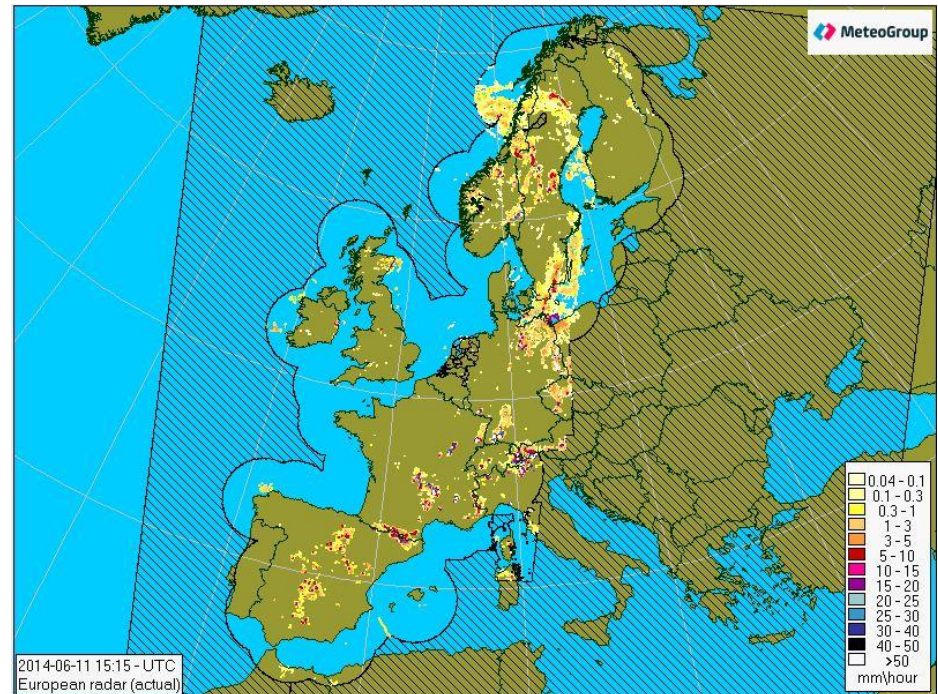 MeteoGroup
0.04 - 0.1
0.1 - 0.3
0.3 - 1
1 - 3
3 - 5
5 - 10
10 - 15
15 - 20
20 - 25
25 - 30
30 - 40
40 - 50
>50
mm\hour
2014-06-11 15:15 - UTC
European radar (actual)